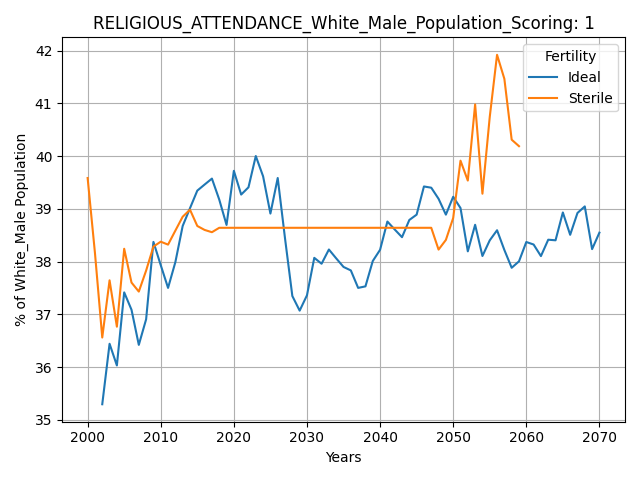 RELIGIOUS_ATTENDANCE_White_Male_Population_Scoring: 1
Fertility
Ideal
Sterile
% of White_Male Population
42
41
40
39
38
37
36
35
2000 2010 2020 2030 2040 2050 2060 2070
Years